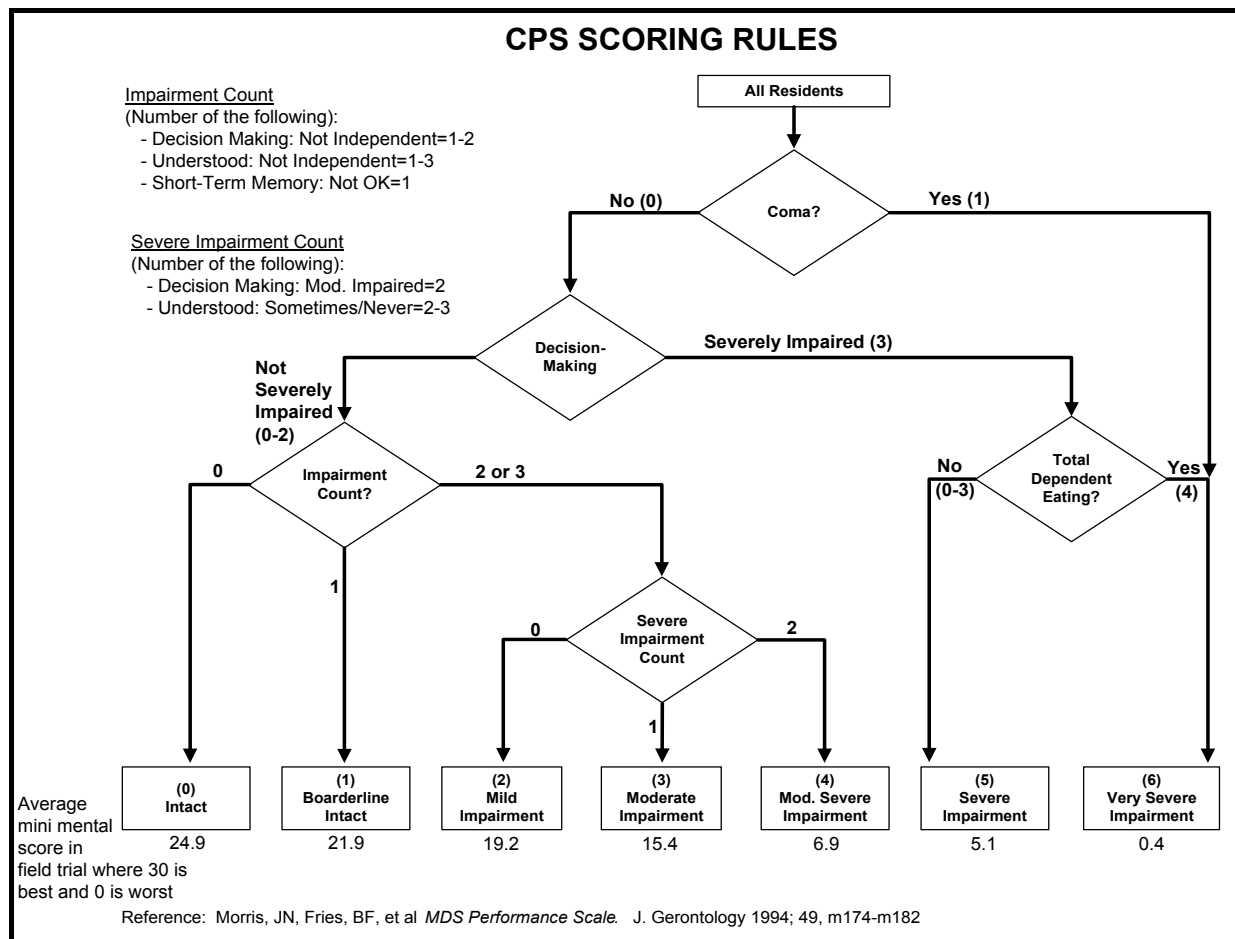 CPS SCORING RULES
Impairment Count
(Number of the following):
- Decision Making: Not Independent=1-2
- Understood: Not Independent=1-3
- Short-Term Memory: Not OK=1
Severe Impairment Count
(Number of the following):
- Decision Making: Mod. Impaired=2
- Understood: Sometimes/Never=2-3
All Residents
Coma?
No (0)
Yes (1)
Decision-
Making
Severely Impaired (3)
Not
Severely
Impaired
(0-2)
Impairment
Count?
0
2 or 3
1
Total
Dependent
Eating?
No
(0-3)
Yes
(4)
Severe
Impairment
Count
0
2
1
(0)
Intact
(1)
Boarderline
Intact
(2)
Mild
Impairment
(3)
Moderate
Impairment
(4)
Mod. Severe
Impairment
(5)
Severe
Impairment
(6)
Very Severe
Impairment
Average
mini mental
score in
field trial where 30 is
best and 0 is worst
24.9
21.9
19.2
15.4
6.9
5.1
0.4
Reference: Morris, JN, Fries, BF, et al MDS Performance Scale. J. Gerontology 1994; 49, m174-m182